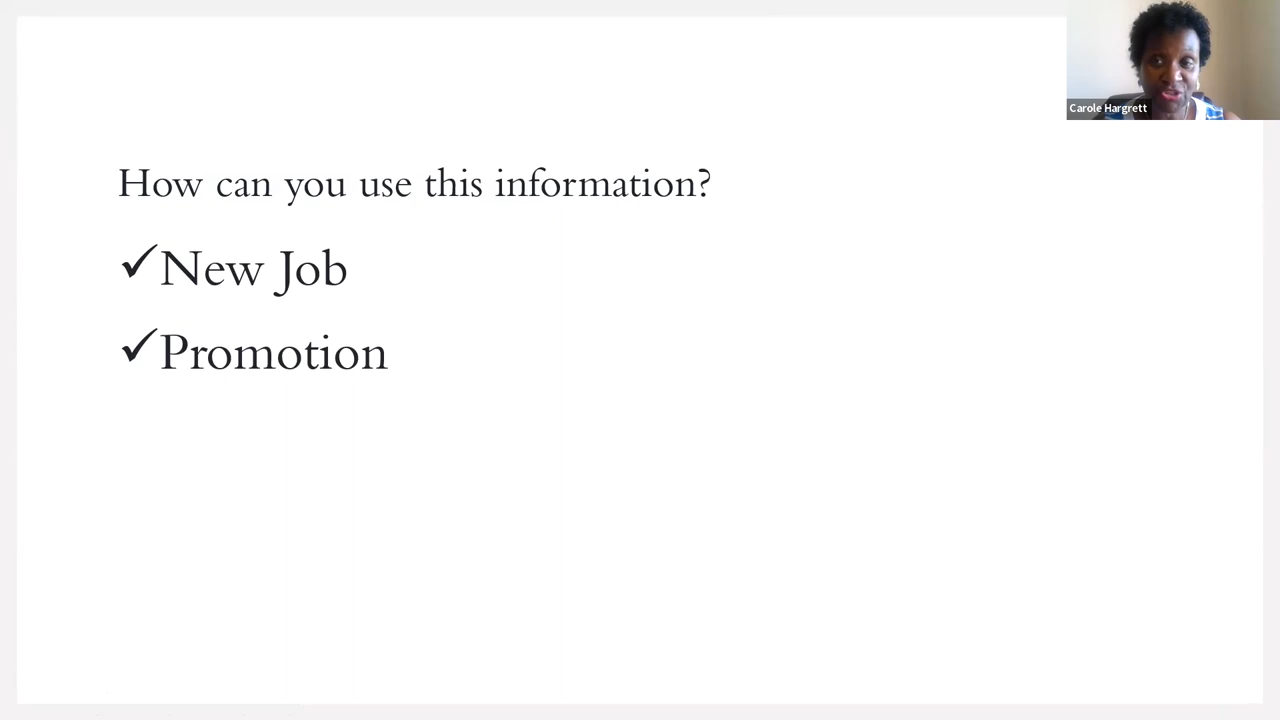 Carole Hargrett
How can you use this information?
✓New Job
✓Promotion